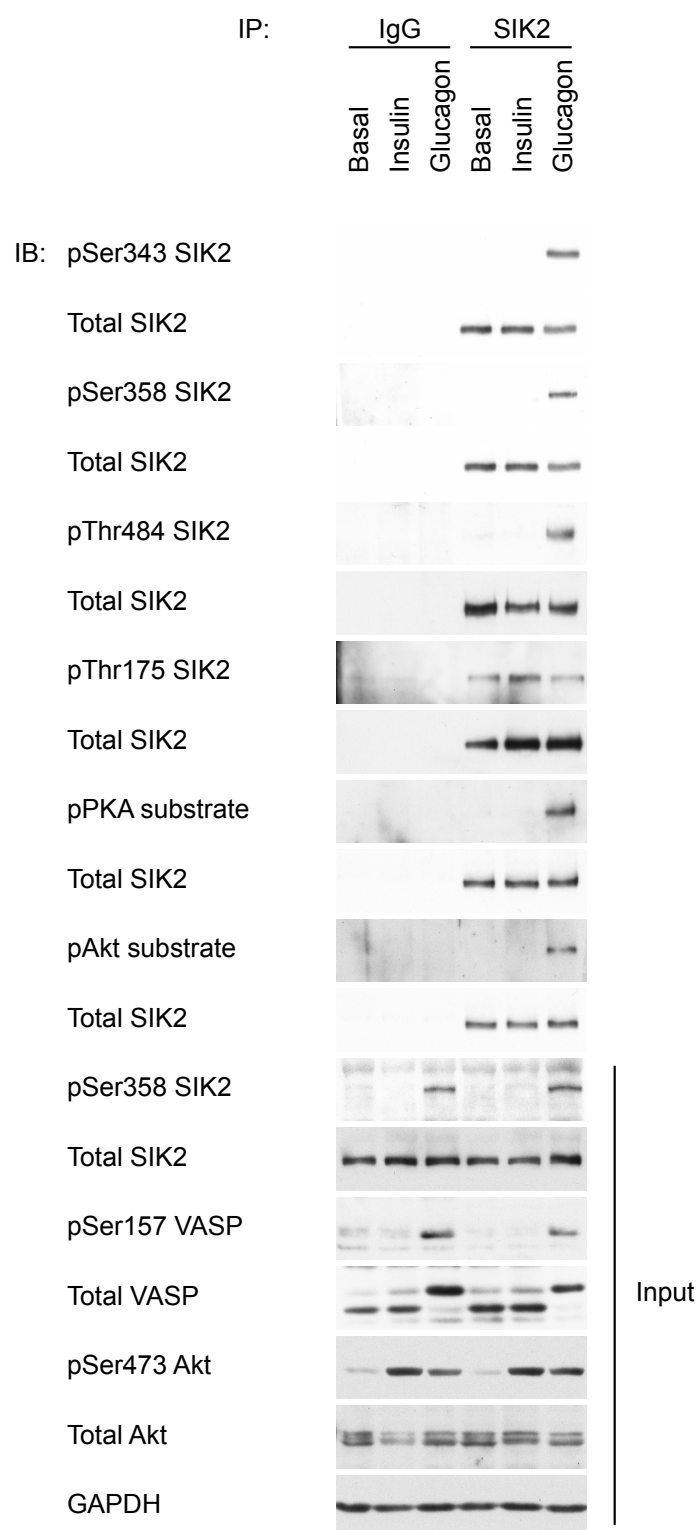 IP: IgG SIK2
Basal Insulin Glucagon Basal Insulin Glucagon
IB: pSer343 SIK2
Total SIK2
pSer358 SIK2
Total SIK2
pThr484 SIK2
Total SIK2
pThr175 SIK2
Total SIK2
pPKA substrate
Total SIK2
pAkt substrate
Total SIK2
pSer358 SIK2
Total SIK2
pSer157 VASP
Total VASP
Input
pSer473 Akt
Total Akt
GAPDH